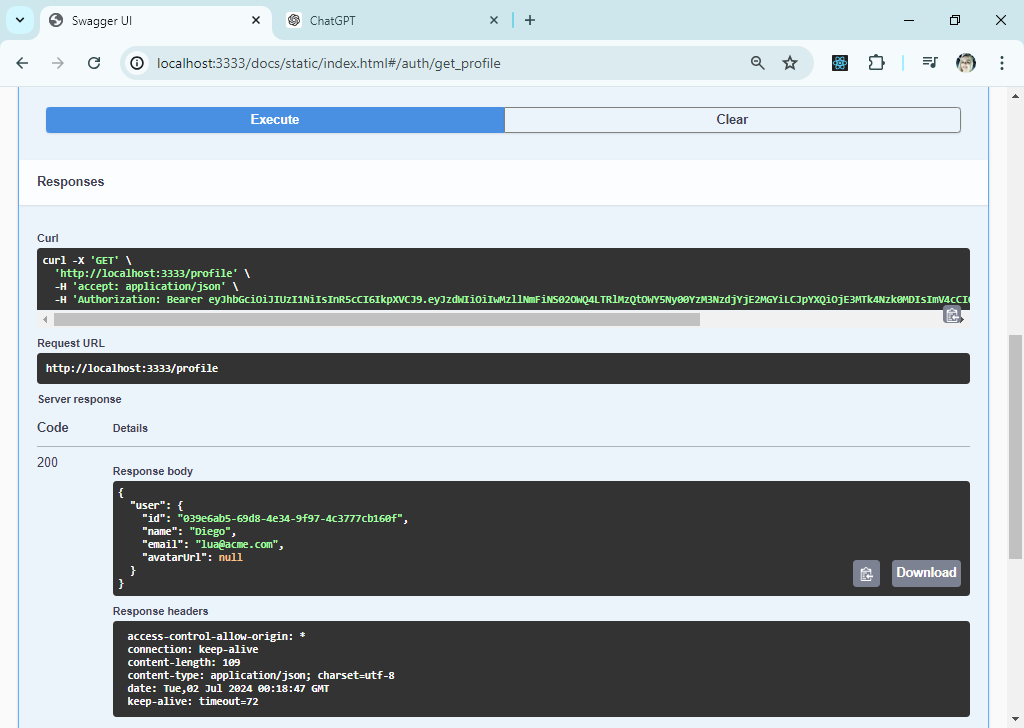 Swagger UI
ChatGPT
localhost:3333/docs/static/index.html#/auth/get_profile
Execute
Clear
Responses
Curl
curl -X 'GET' \
'http://localhost:3333/profile' \
-H 'accept: application/json' \
-H 'Authorization: Bearer eyJhbGciOiJIUzI1NiIsInR5cCI6IkpXVCJ9.eyJzdWIiOiIwMzllNmFiNS02OWQ4LTRlMzQtOWY5Ny00YzM3NzdjYjE2MGYiLCJpYXQiOjE3MTk4Nzk0MDIsImV4cCI6
Request URL
http://localhost:3333/profile
Server response
Code
Details
200
Response body
{
"user": {
"id": "039e6ab5-69d8-4e34-9f97-4c3777cb160f",
"name": "Diego",
"email": "lua@acme.com",
"avatarUrl": null
}
}
Download
Response headers
access-control-allow-origin: *
connection: keep-alive
content-length: 109
content-type: application/json; charset=utf-8
date: Tue,02 Jul 2024 00:18:47 GMT
keep-alive: timeout=72